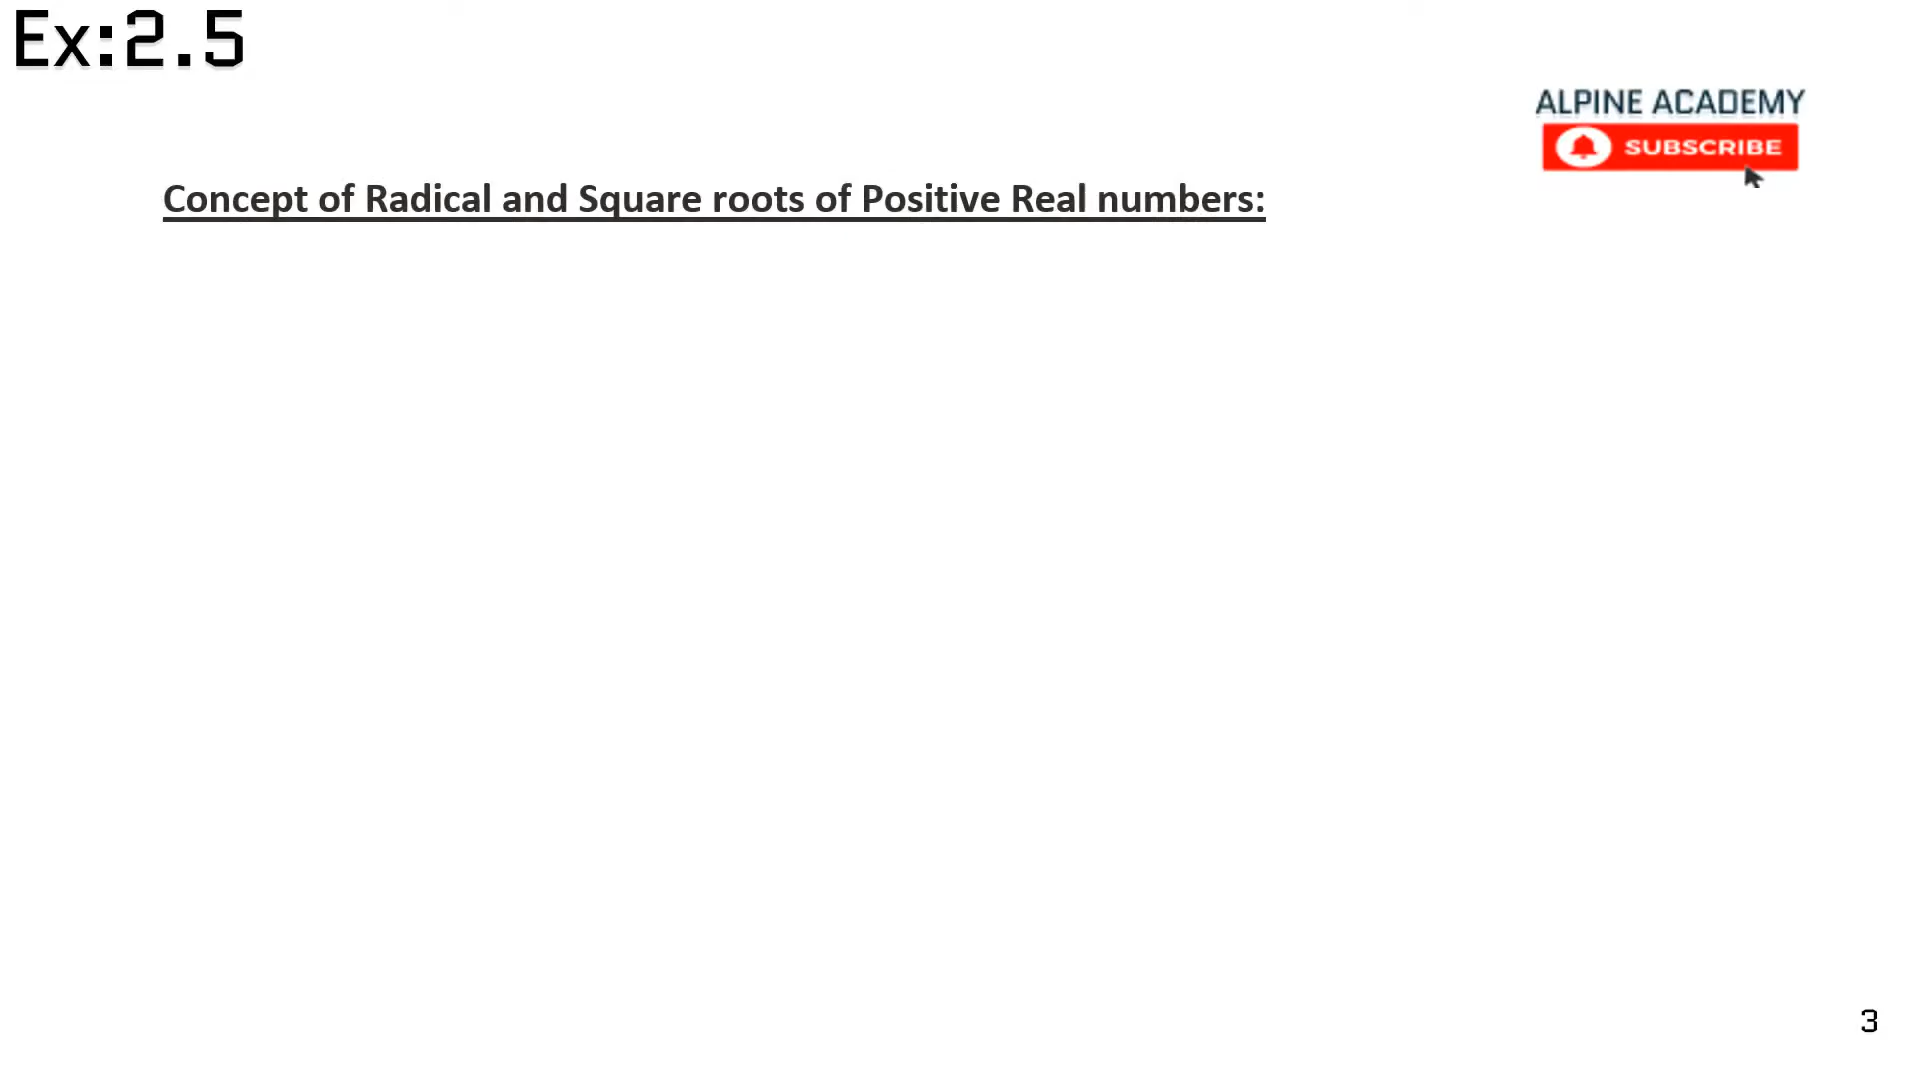 Ex:2.5
ALPINE ACADEMY
SUBSCRIBE
Concept of Radical and Square roots of Positive Real numbers:
3